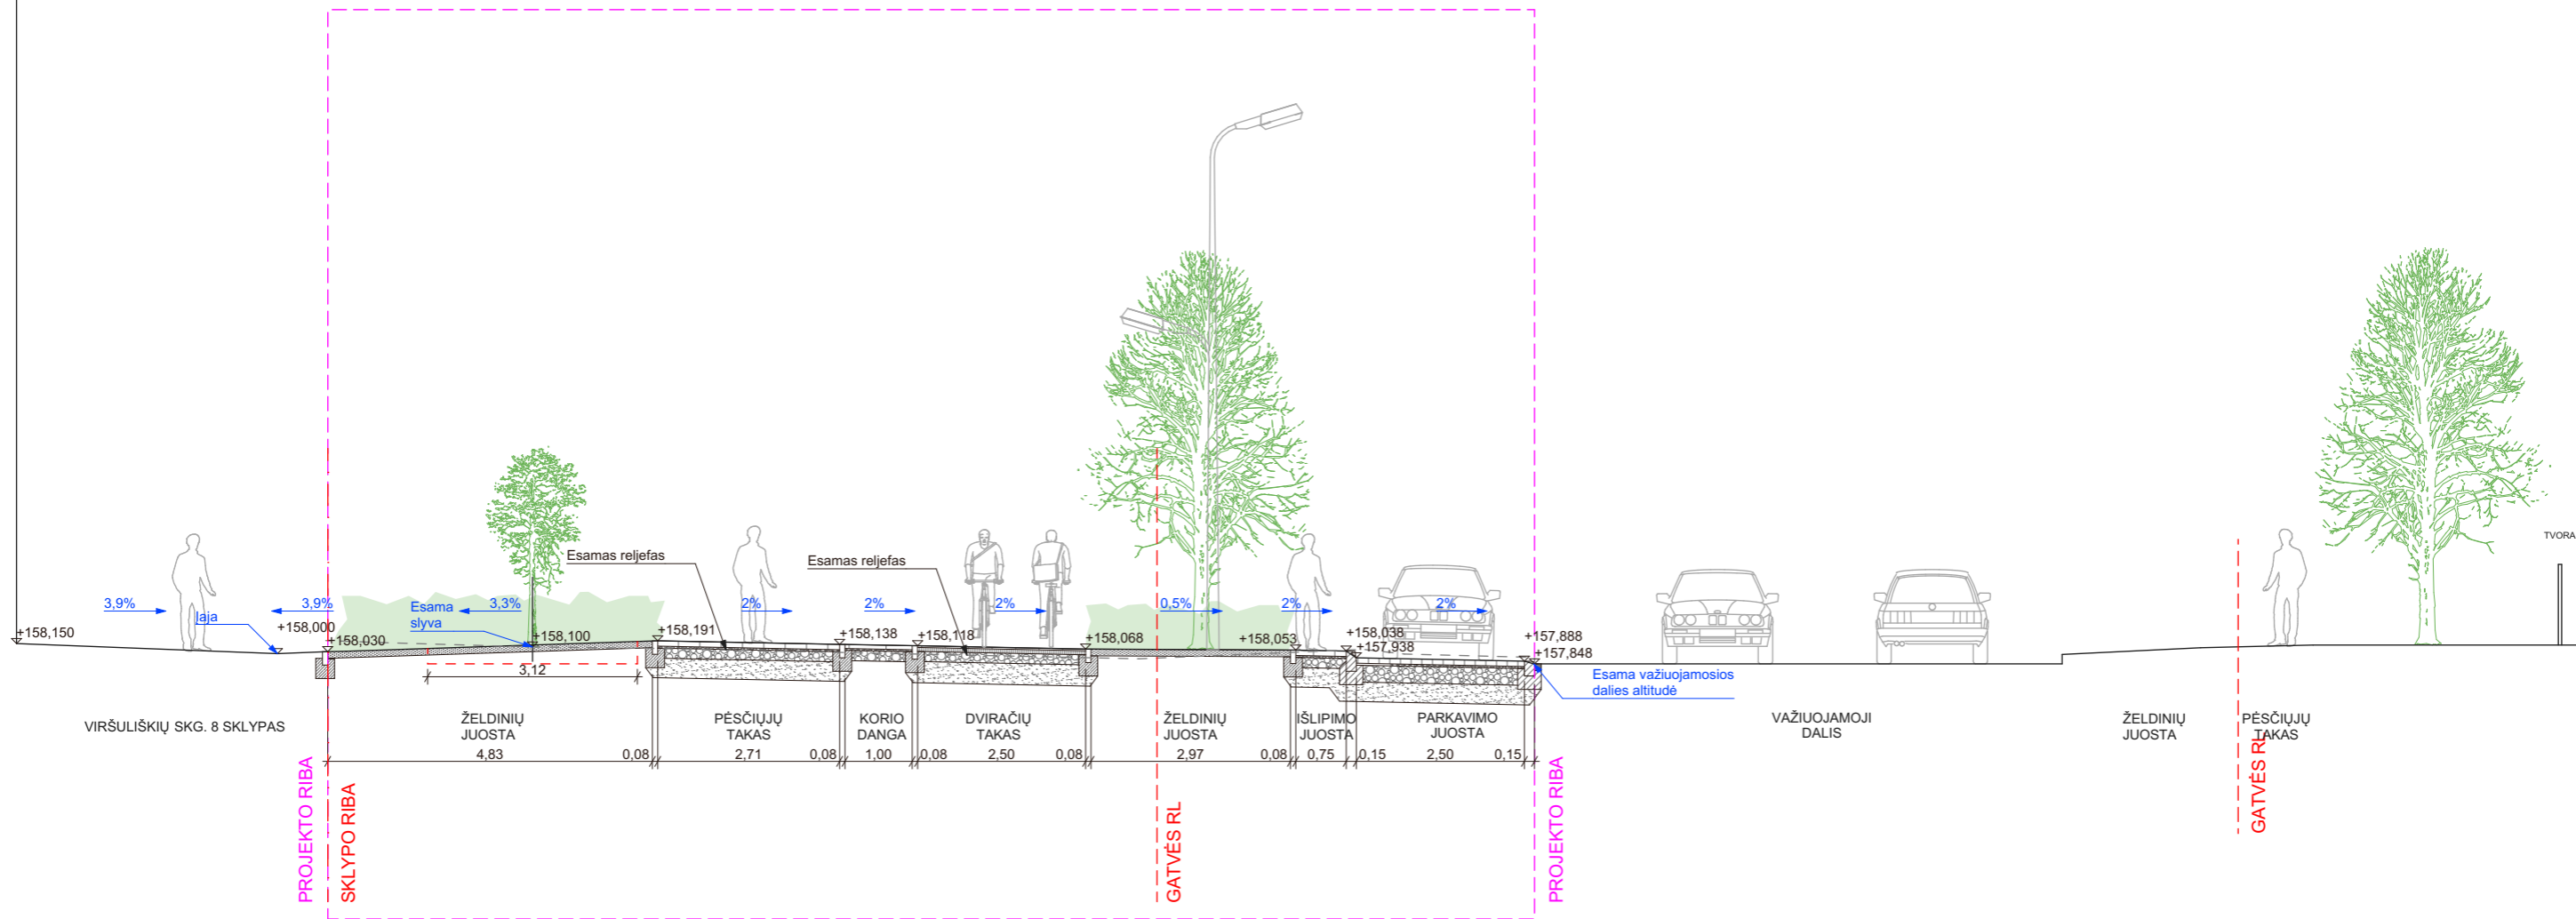 TVORA
Esamas reljefas
Esamas reljefas
3,9%
Įlaja
3,9%
Esama
slyva
3,3%
2%
2%
2%
0,5%
2%
2%
+158,150
+158,000
+158,030
+158,100
+158,191
+158,138
+158,118
+158,068
+158,053
+158,038
+157,938
+157,888
+157,848
3,12
Esama važiuojamosios
dalies altitudė
VIRŠULIŠKIŲ SKG. 8 SKLYPAS
ŽELDINIŲ
JUOSTA
PĖSČIŲJŲ
TAKAS
KORIO
DANGA
DVIRAČIŲ
TAKAS
ŽELDINIŲ
JUOSTA
IŠLIPIMO
JUOSTA
PARKAVIMO
JUOSTA
VAŽIUOJAMOJI
DALIS
ŽELDINIŲ
JUOSTA
PĖSČIŲJŲ
TAKAS
4,83
0,08
2,71
0,08
1,00
0,08
2,50
0,08
2,97
0,08
0,75
0,15
2,50
0,15
PROJEKTO RIBA
SKLYPO RIBA
GATVĖS RL
PROJEKTO RIBA
GATVĖS RL